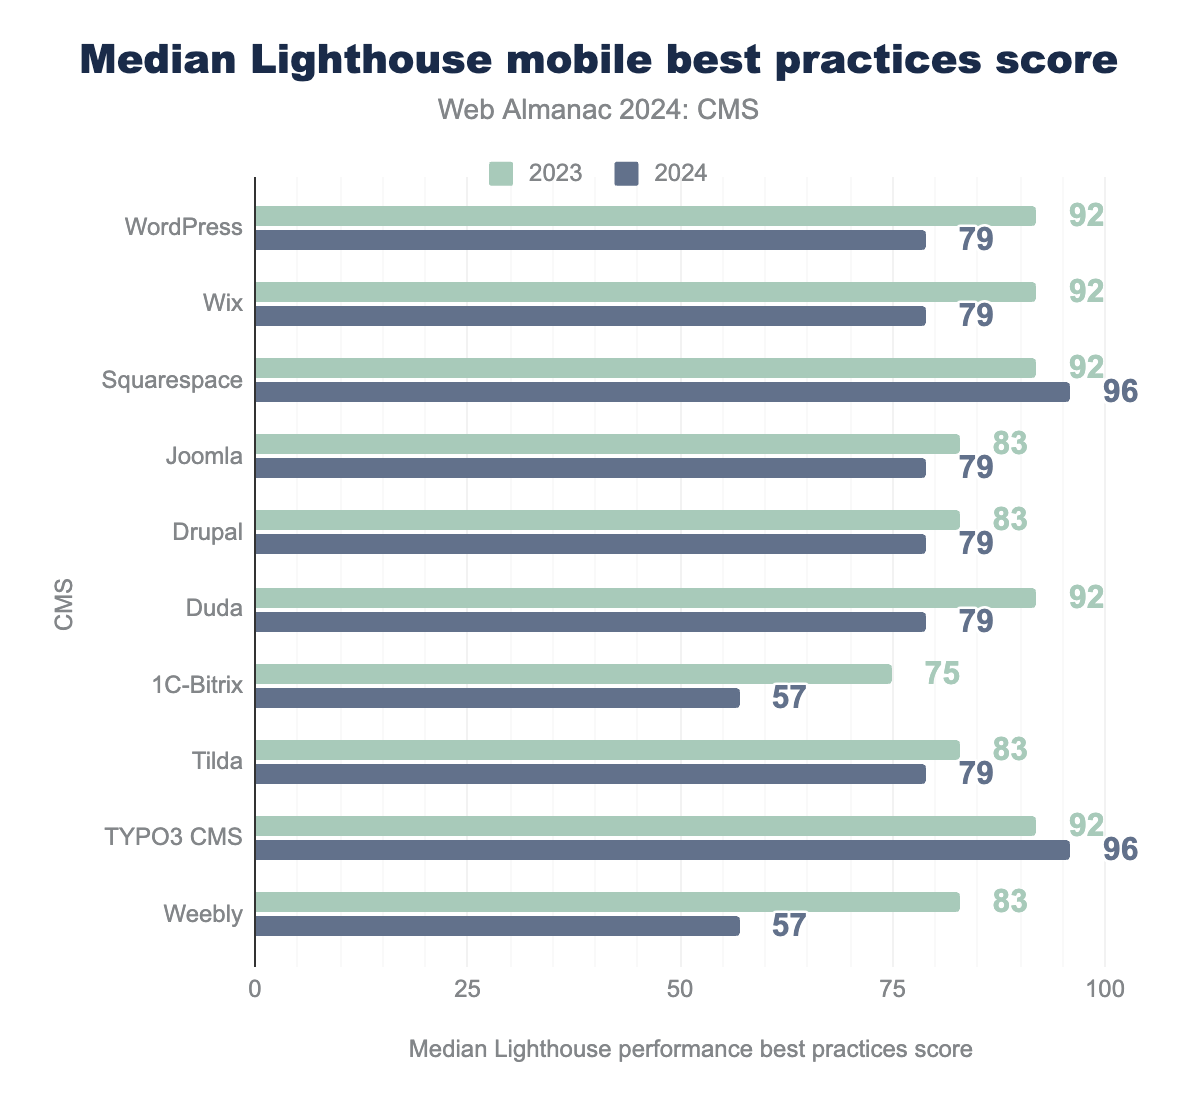 Median Lighthouse mobile best practices score
Web Almanac 2024: CMS
2023 2024
WordPress 92
79
Wix 92
79
Squarespace 92
96
Joomla 83
79
Drupal 83
79
CMS
Duda 92
79
1C-Bitrix 75
57
Tilda 83
79
TYPO3 CMS 92
96
Weebly 83
57
0 25 50 75 100
Median Lighthouse performance best practices score